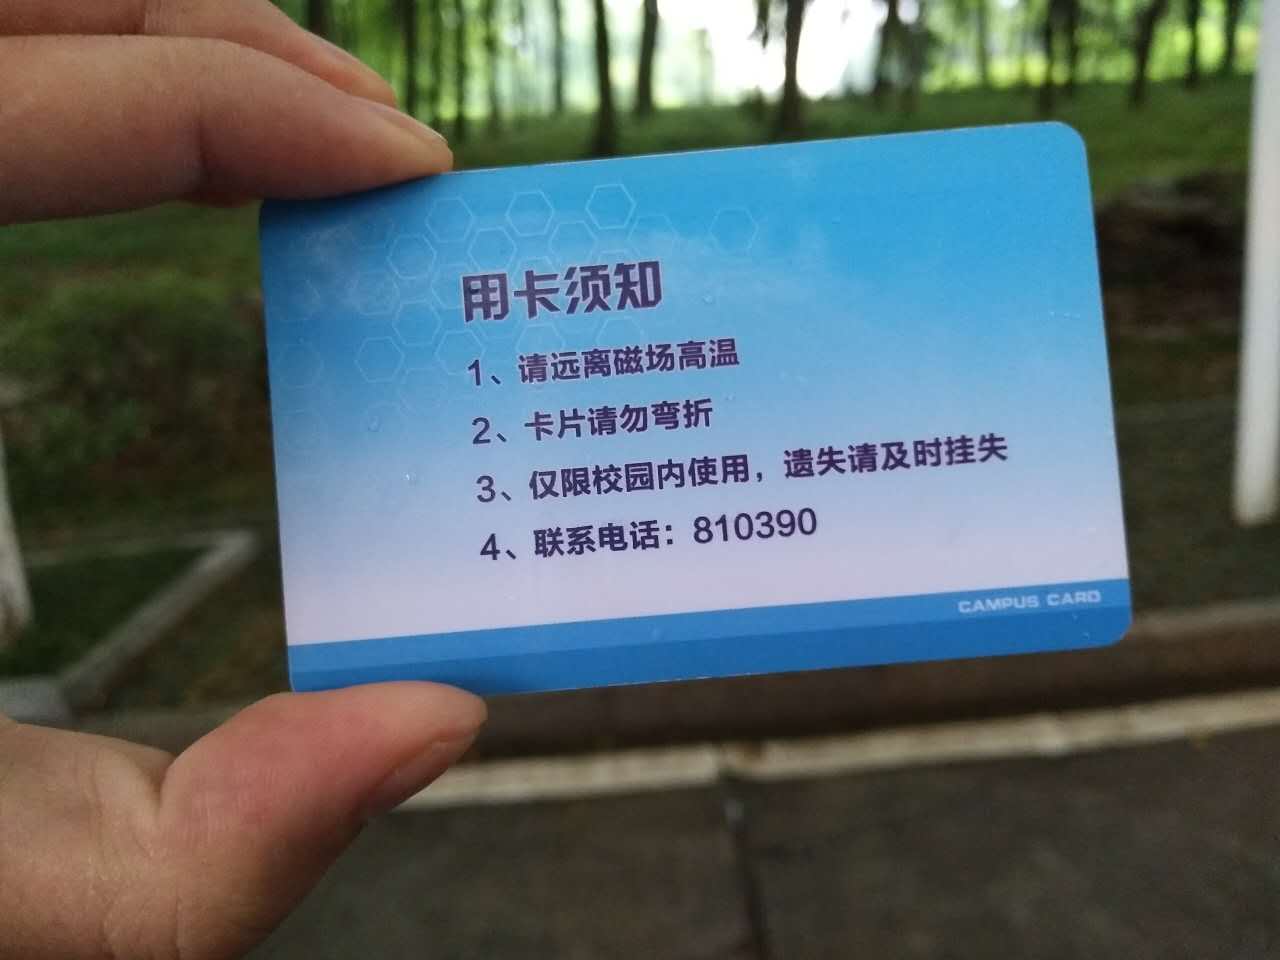 用卡须知
1、请远离磁场高温
2、卡片请勿弯折
3、仅限校园内使用，遗失请及时挂失
4、联系电话：810390
CAMPUS CARD